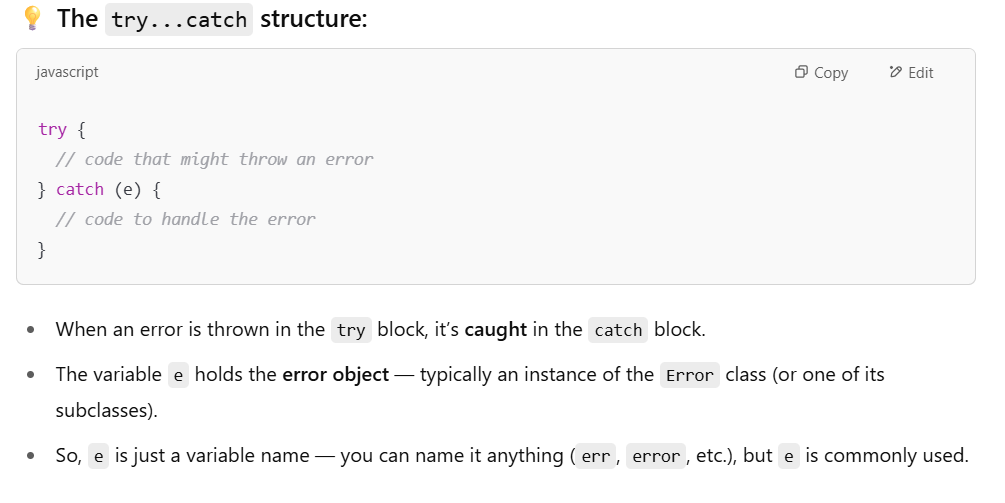 💡 The try...catch structure:
javascript
Copy
Edit
try {
// code that might throw an error
} catch (e) {
// code to handle the error
}
• When an error is thrown in the try block, it’s caught in the catch block.
• The variable e holds the error object — typically an instance of the Error class (or one of its
subclasses).
• So, e is just a variable name — you can name it anything (err, error, etc.), but e is commonly used.